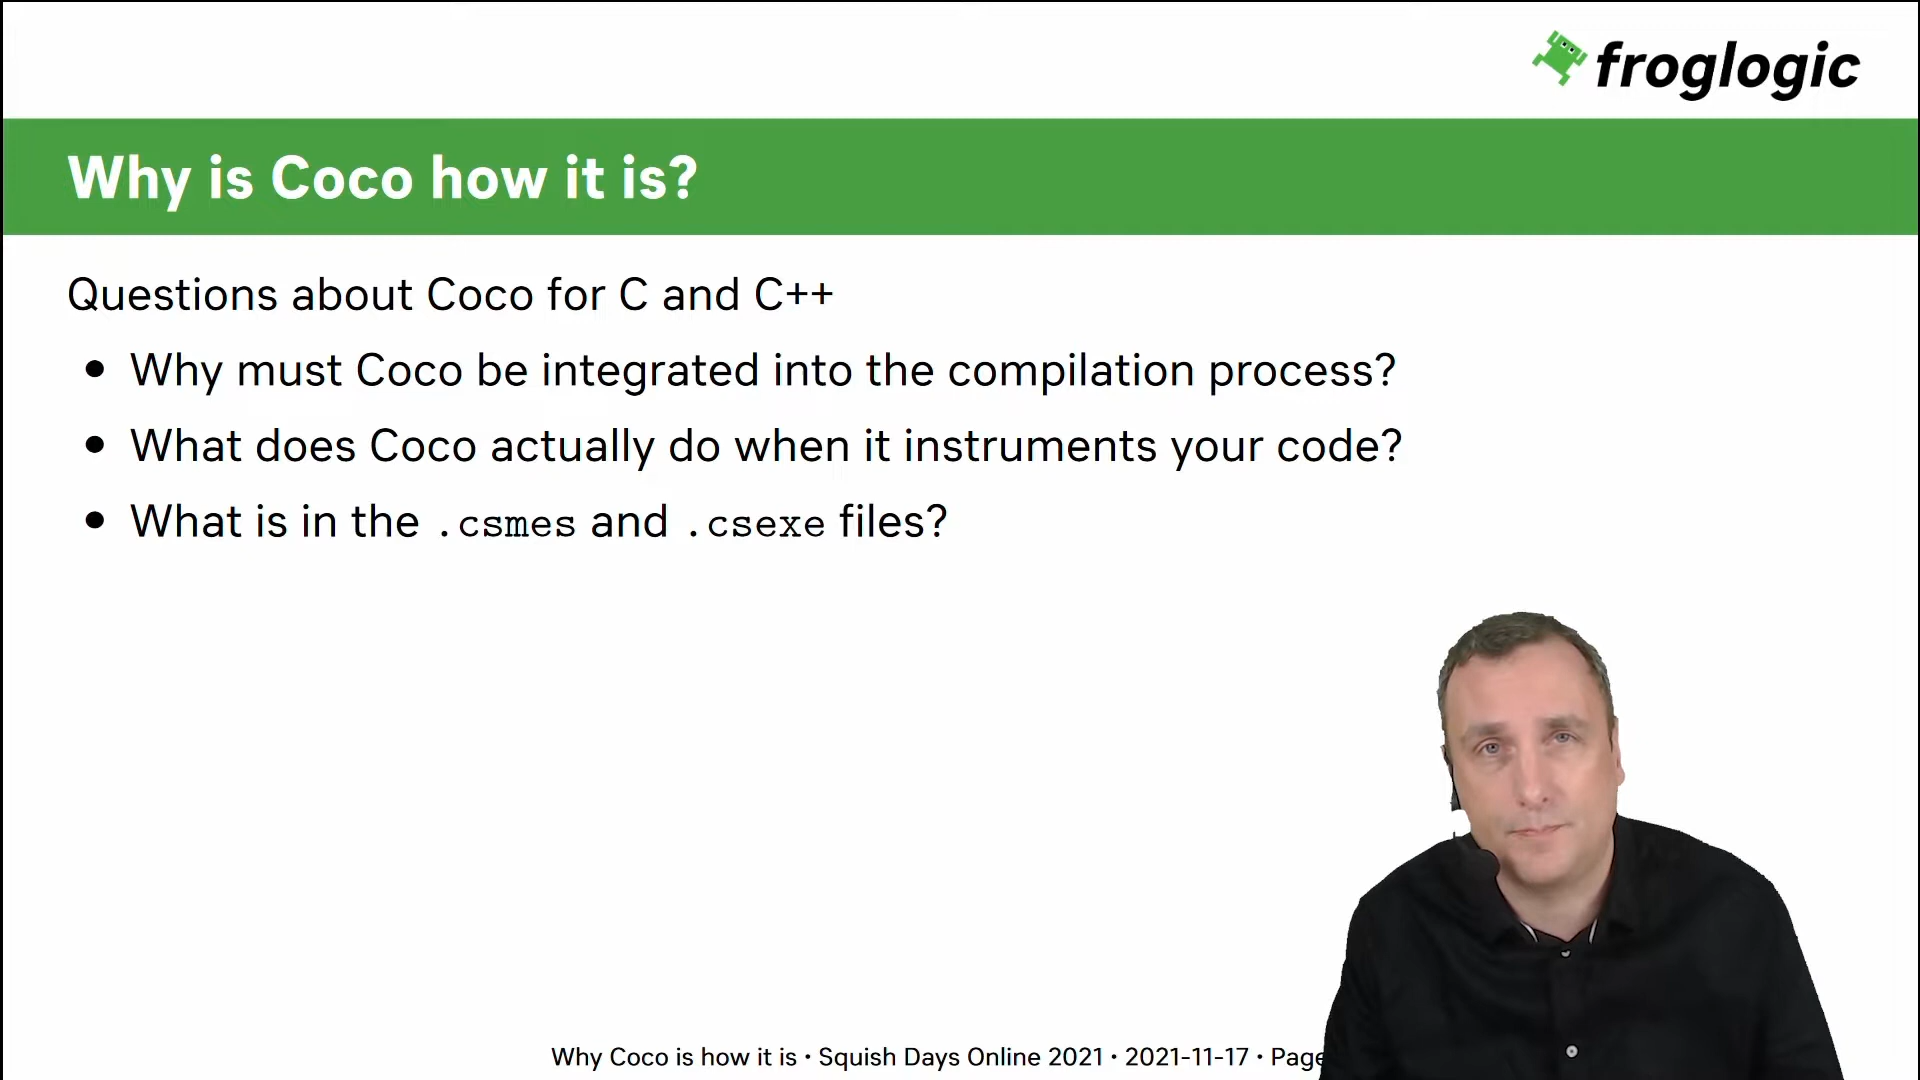 froglogic
Why is Coco how it is?
Questions about Coco for C and C++
• Why must Coco be integrated into the compilation process?
• What does Coco actually do when it instruments your code?
• What is in the .csmes and .csexe files?
Why Coco is how it is • Squish Days Online 2021 • 2021-11-17 • Page